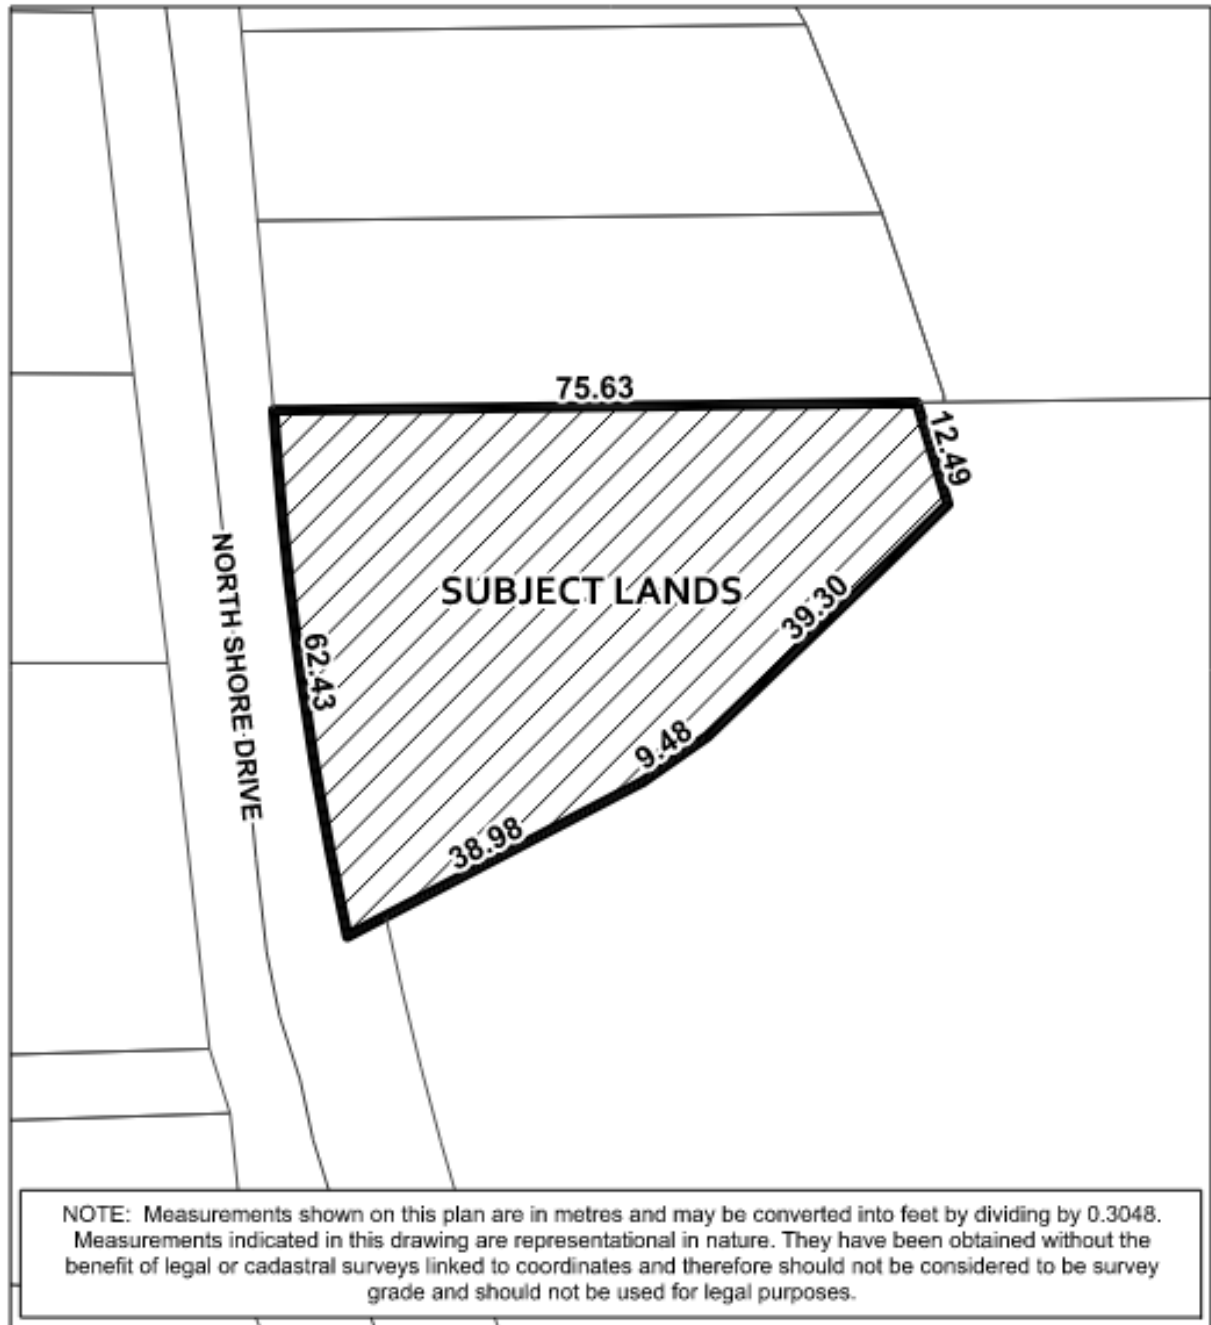 75.63
12.49
SUBJECT LANDS
39.30
NORTH SHORE DRIVE
62.43
9.48
38.98
NOTE: Measurements shown on this plan are in metres and may be converted into feet by dividing by 0.3048.
Measurements indicated in this drawing are representational in nature. They have been obtained without the
benefit of legal or cadastral surveys linked to coordinates and therefore should not be considered to be survey
grade and should not be used for legal purposes.